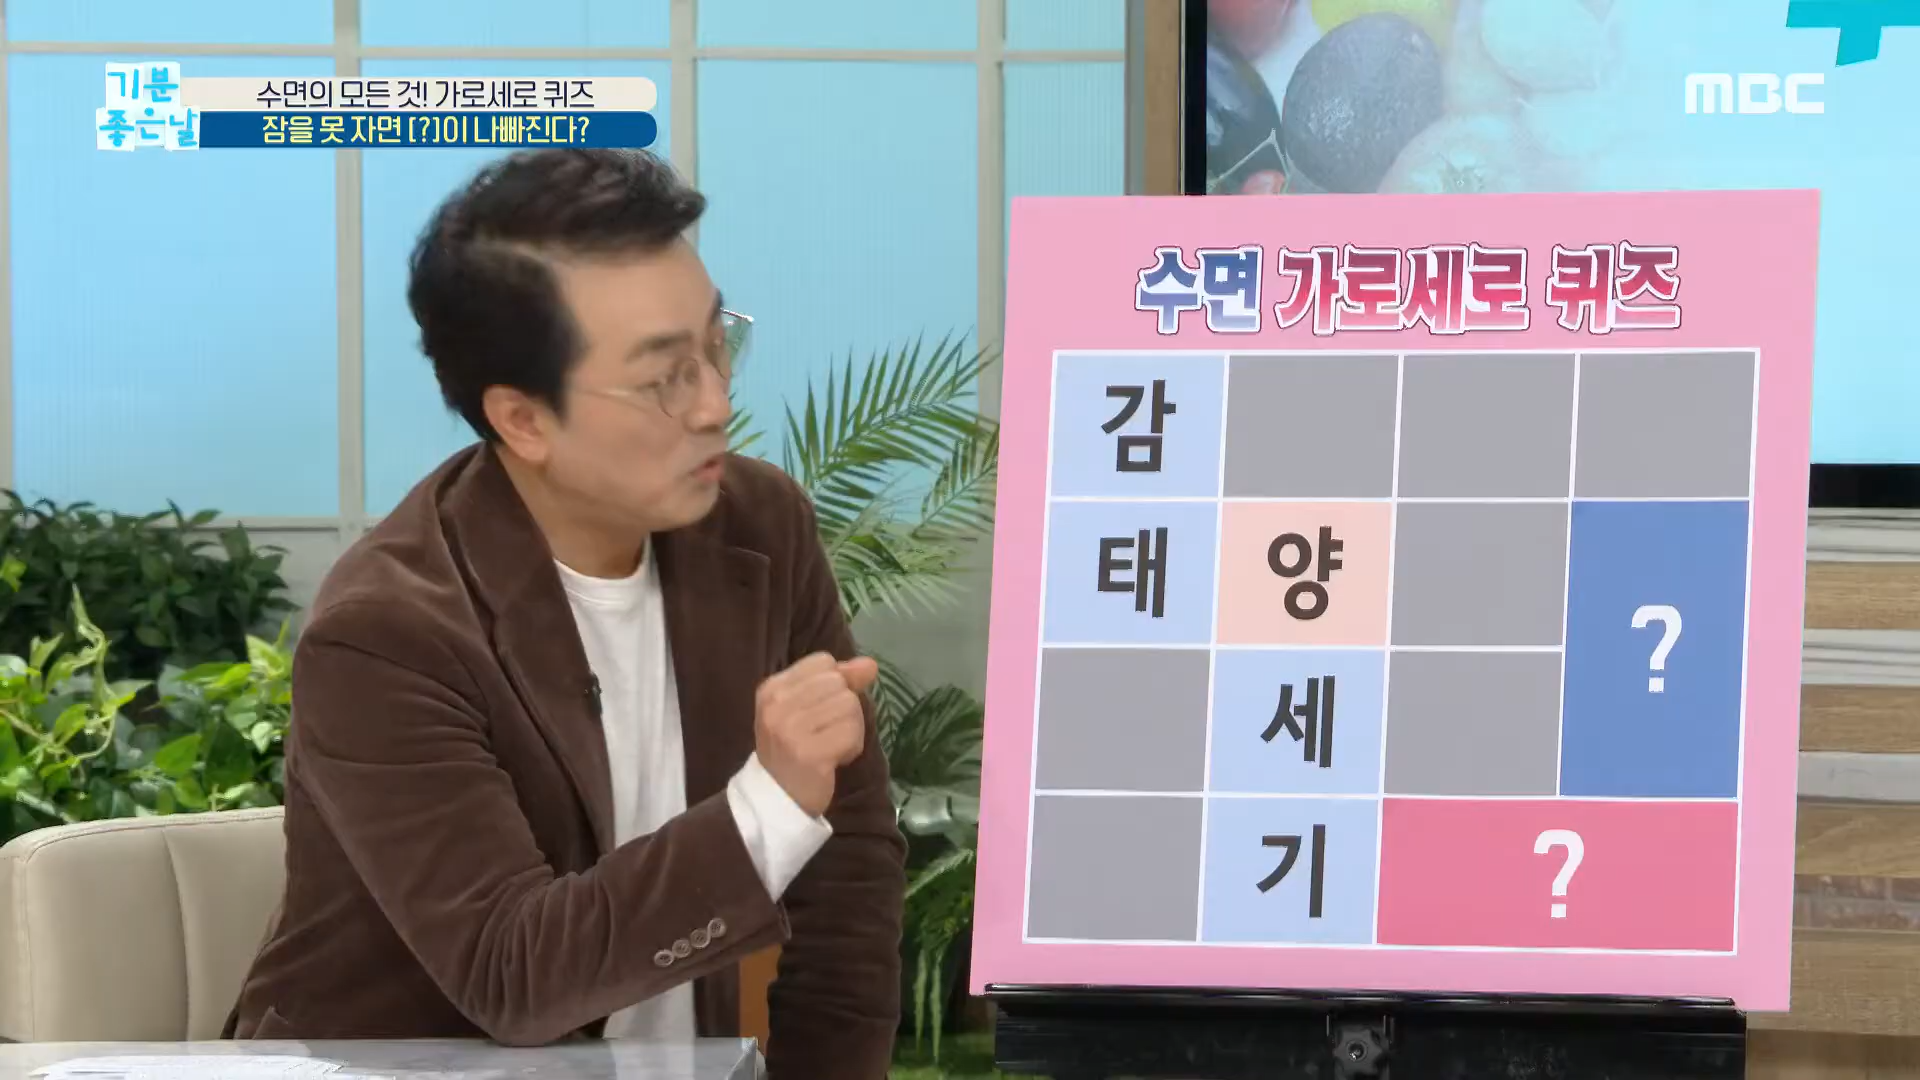 기분
좋은날
수면의 모든 것! 가로세로 퀴즈
잠을 못 자면 [?]이 나빠진다?
MBC
수면 가로세로 퀴즈
감
태 양
?
세
기 ?